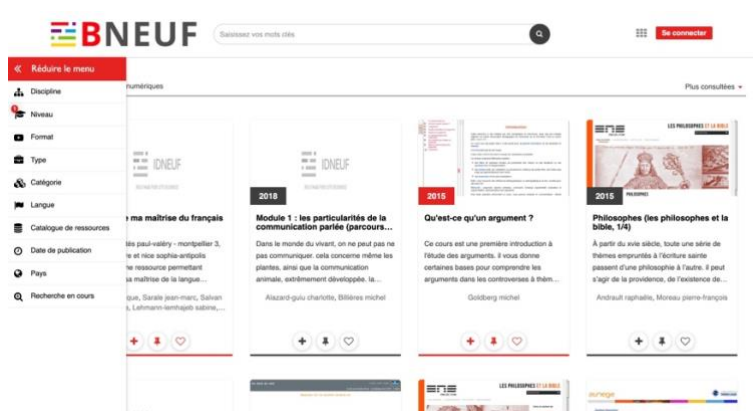 BNEUF
Saisissez vos mots clés
Se connecter
Réduire le menu
Discipline
1
Niveau
Format
Type
Catégorie
Langue
Catalogue de ressources
Date de publication
Pays
Recherche en cours
numériques
Plus consultées
IDNEUF
e ma maîtrise du français
tés paul-valéry - montpellier 3,
re et nice sophia-antipolis
ne ressource permettant
sa maîtrise de la langue...
que, Sarale jean-marc, Salvan
IDNEUF
2018
Module 1 : les particularités de la
communication parlée (parcours...
Dans le monde du vivant, on ne peut pas ne
pas communiquer. cela concerne même les
plantes, ainsi que la communication
animale, extrêmement développée. la...
Alazard-guiu charlotte, Billières michel
Introduction
2015
Qu'est-ce qu'un argument ?
Ce cours est une première introduction à
l'étude des arguments. il vous donne
certaines bases pour comprendre les
arguments dans les controverses à thèm...
Goldberg michel
LES PHILOSOPHES ET LA BIBLE
2015
PHILOSOPHES
Philosophes (les philosophes et la
bible, 1/4)
À partir du xvie siècle, toute une série de
thèmes empruntés à l'écriture sainte
passent d'une philosophie à l'autre. il peut
s'agir de la providence, de l'existence de...
Andrault raphaële, Moreau pierre-françois
LES PHILOSOPHES ET LA BIBLE
aunege